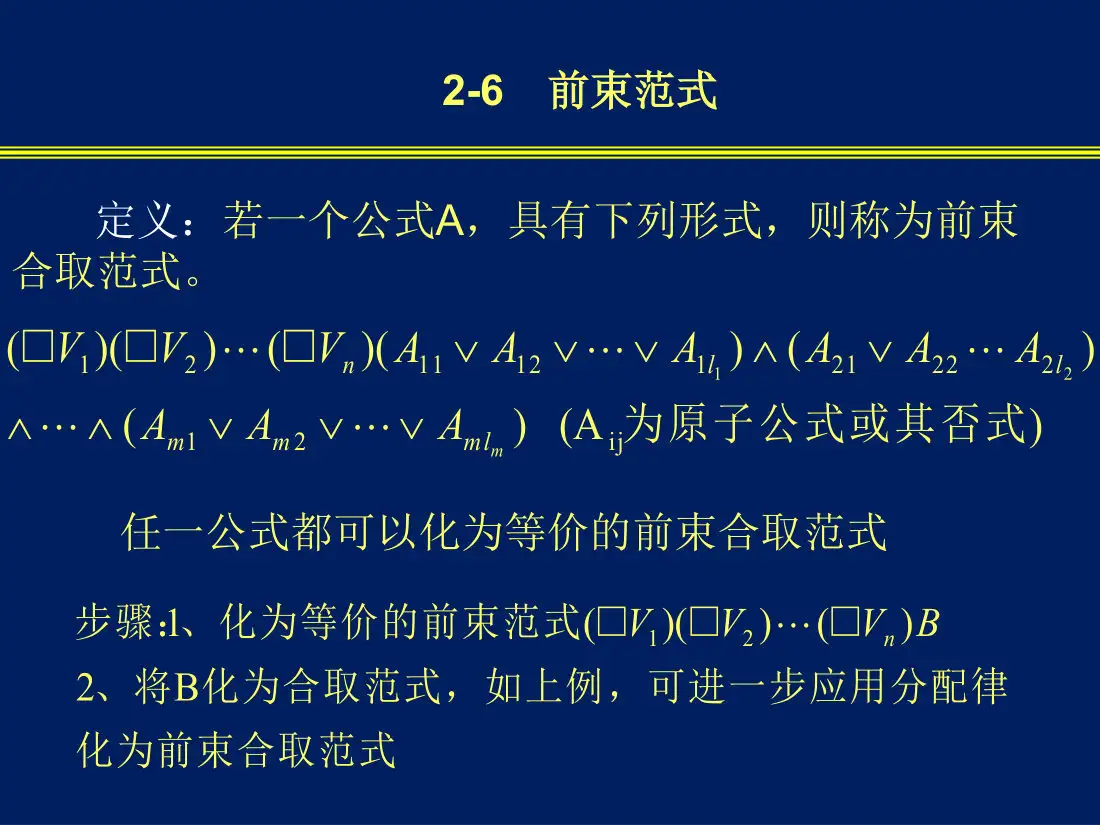 2-6 前束范式
定义：若一个公式A，具有下列形式，则称为前束
合取范式。
(□V₁)(□V₂)⋯(□Vₙ)(A₁₁∨A₁₂∨⋯∨A₁ₗ₁)∧(A₂₁∨A₂₂⋯A₂ₗ₂)
∧⋯∧(Aₘ₁∨Aₘ₂∨⋯∨Aₘₗₘ) (A ij为原子公式或其否式)
任一公式都可以化为等价的前束合取范式
步骤:1、化为等价的前束范式(□V₁)(□V₂)⋯(□Vₙ)B
2、将B化为合取范式，如上例，可进一步应用分配律
化为前束合取范式